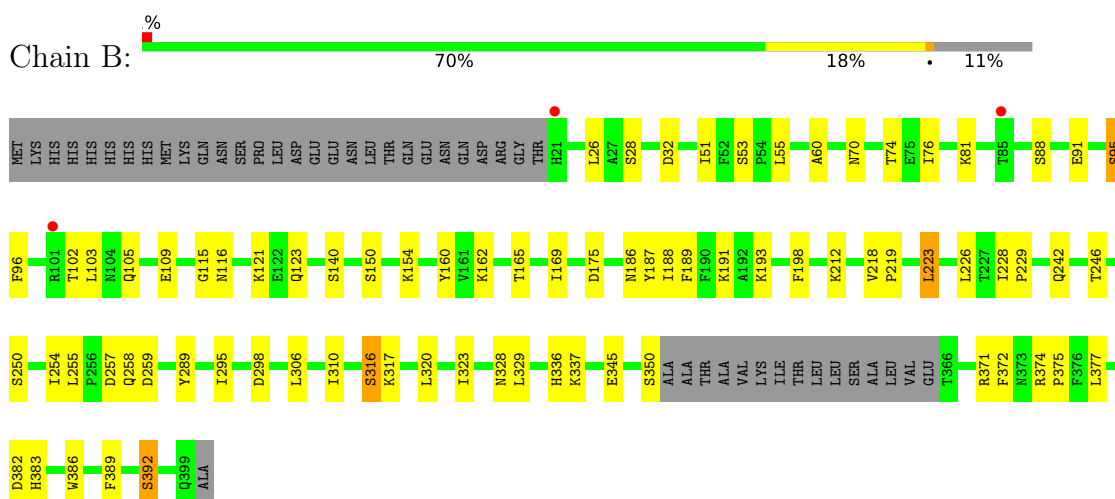 .%
Chain B:
70% 18% • 11%
MET LYS HIS HIS HIS HIS HIS HIS MET LYS GLN ASN SER PRO LEU ASP GLU GLU ASN LEU THR GLN GLU ASN GLN ASP ARG GLY THR H21 L26 A27 S28 D32 I51 F52 S53 P54 L55 A60 N70 T74 E75 I76 K81 T85 S88 E91 S95
F96 R101 T102 L103 N104 Q105 E109 G115 N116 K121 E122 Q123 S140 S150 K154 Y160 V161 K162 T165 I169 D175 N186 Y187 I188 F189 F190 K191 A192 K193 F198 K212 V218 P219 L223 L226 T227 I228 P229 Q242 T246
S250 I254 L255 P256 D257 Q258 D259 Y289 I295 D298 L306 I310 S316 K317 L320 I323 N328 L329 H336 K337 E345 S350 ALA ALA THR ALA VAL LYS ILE THR LEU LEU SER ALA LEU VAL GLU T366 R371 F372 N373 R374 P375 F376 L377
D382 H383 W386 F389 S392 Q399 ALA